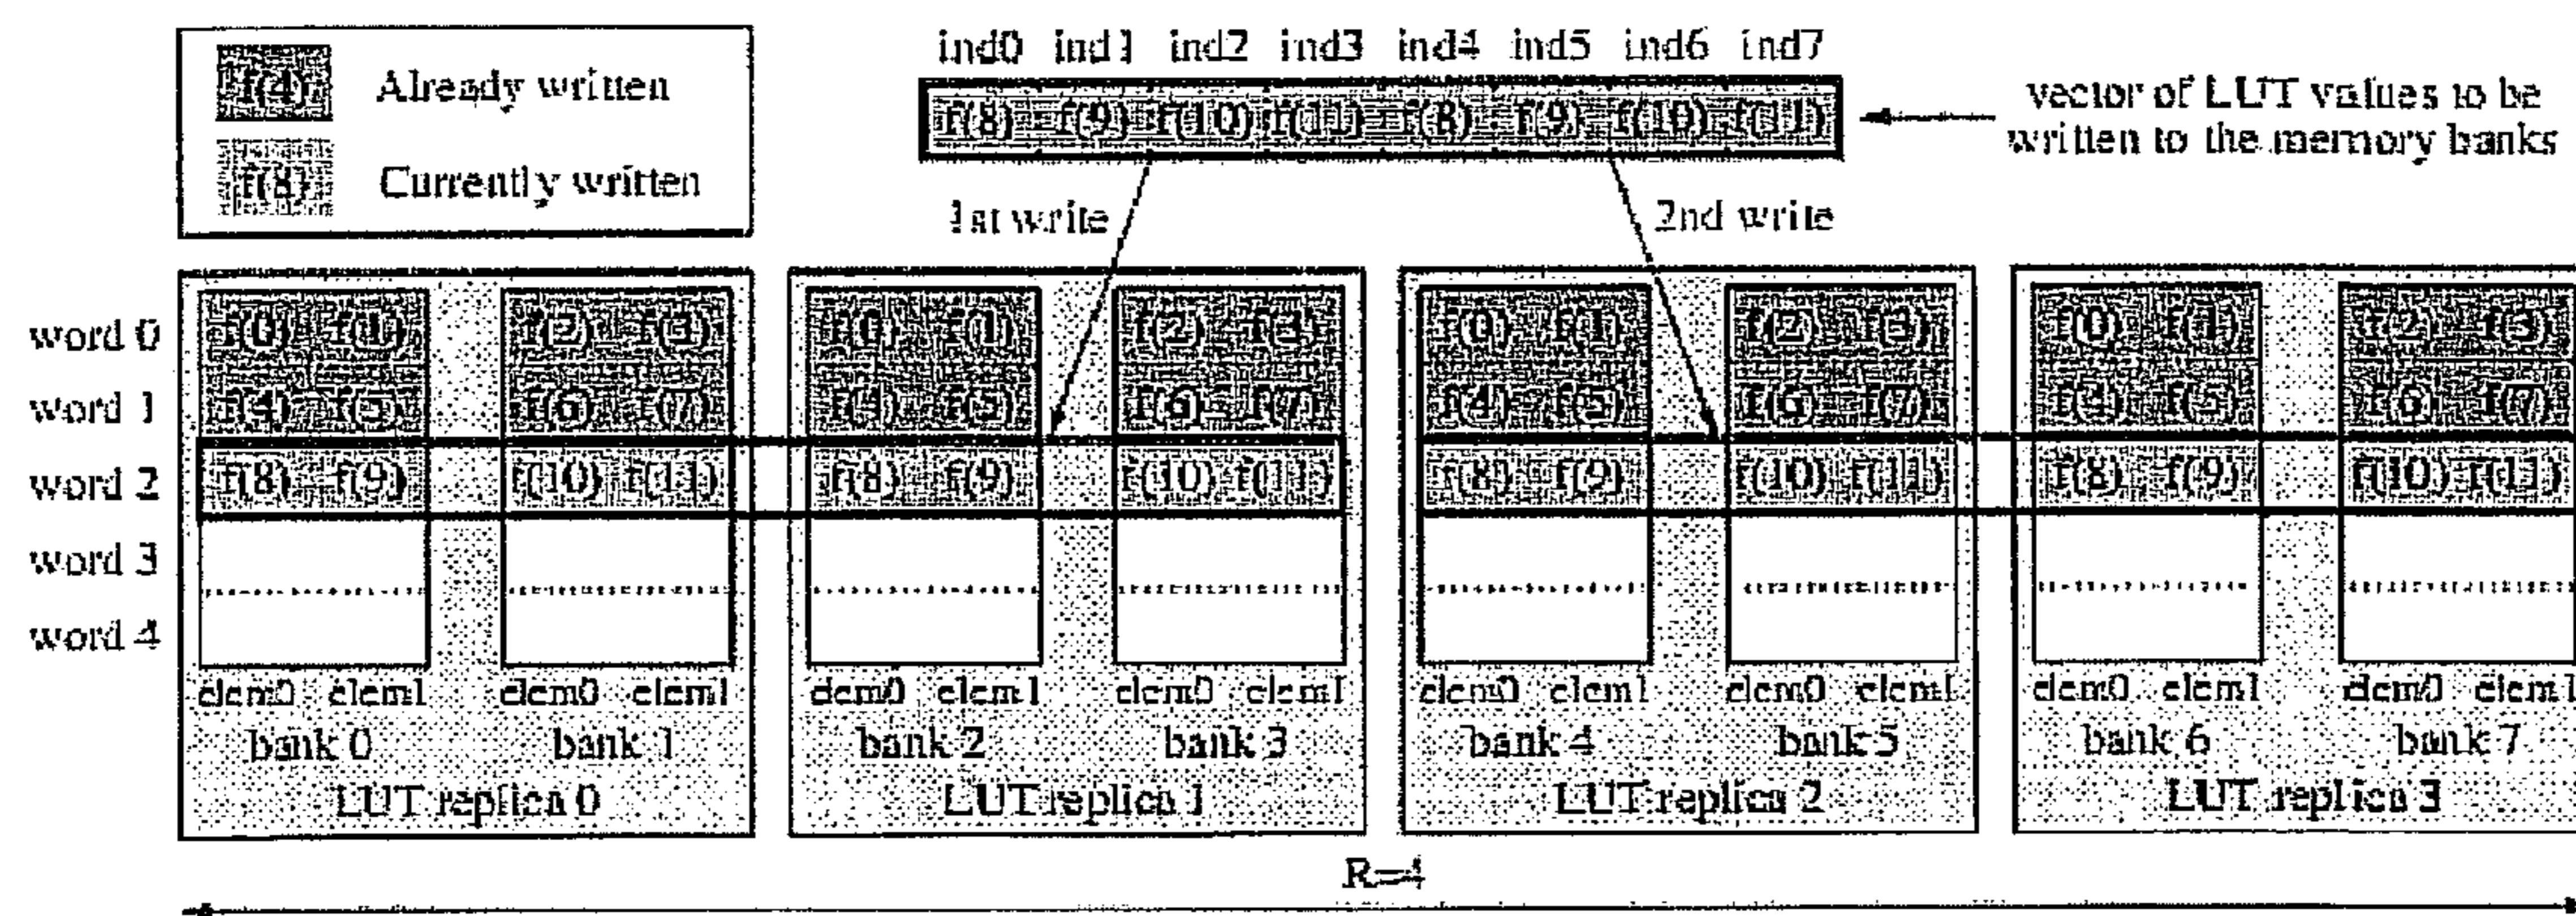 f(4) Already written
f(8) Currently written
ind0 ind1 ind2 ind3 ind4 ind5 ind6 ind7
f(8) f(9) f(10) f(11) f(8) f(9) f(10) f(11)
vector of LUT values to be
written to the memory banks
1st write
2nd write
word 0 f(0) f(1) f(2) f(3) f(0) f(1) f(2) f(3) f(0) f(1) f(2) f(3) f(0) f(1) f(2) f(3)
word 1 f(4) f(5) f(6) f(7) f(4) f(5) f(6) f(7) f(4) f(5) f(6) f(7) f(4) f(5) f(6) f(7)
word 2 f(8) f(9) f(10) f(11) f(8) f(9) f(10) f(11) f(8) f(9) f(10) f(11) f(8) f(9) f(10) f(11)
word 3
word 4
elem0 elem1 elem0 elem1 elem0 elem1 elem0 elem1 elem0 elem1 elem0 elem1 elem0 elem1 elem0 elem1
bank 0 bank 1 bank 2 bank 3 bank 4 bank 5 bank 6 bank 7
LUT replica 0 LUT replica 1 LUT replica 2 LUT replica 3
R=4